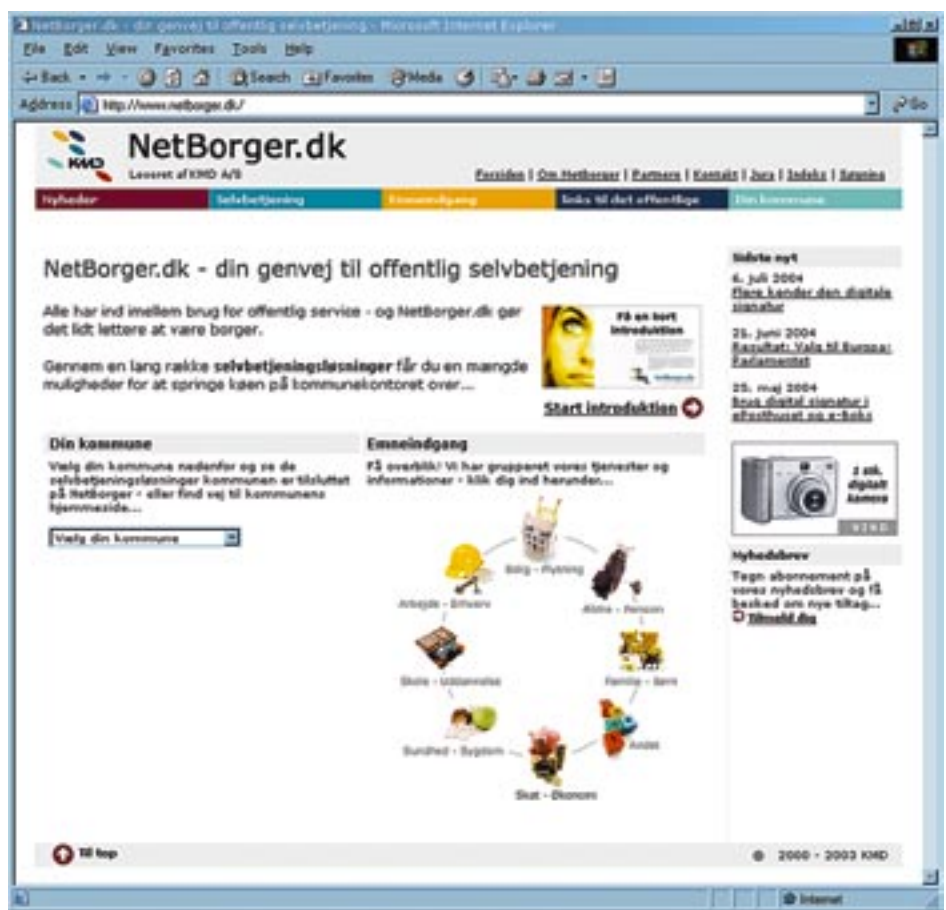 Netborger.dk - din genvej til offentlig selvbetjening - Microsoft Internet Explorer
File Edit View Favorites Tools Help
Back Search Favorites Media
Address http://www.netborger.dk/ Go
KMD
NetBorger.dk
Leveret af KMD A/S
Forsiden | Om Netborger | Partnere | Kontakt | Jura | Indeks | Søgning
Nyheder Selvbetjening Emneindgang Links til det offentlige Din kommune
NetBorger.dk - din genvej til offentlig selvbetjening
Alle har ind imellem brug for offentlig service - og NetBorger.dk gør
det lidt lettere at være borger.
Gennem en lang række selvbetjeningsløsninger får du en mængde
muligheder for at springe køen på kommunekontoret over...
Få en kort
introduktion
Start introduktion
Din kommune
Vælg din kommune nedenfor og se de
selvbetjeningsløsninger kommunen er tilsluttet
på NetBorger - eller find vej til kommunens
hjemmeside...
Vælg din kommune
Emneindgang
Få overblik! Vi har grupperet vores tjenester og
informationer - klik dig ind herunder...
Bolig - Flytning
Ældre - Pension
Familie - Børn
Andet
Skat - Økonomi
Sundhed - Sygdom
Skole - Uddannelse
Arbejde - Erhverv
Sidste nyt
6. juli 2004
Flere kender den digitale
signatur
25. juni 2004
Resultat: Valg til Europa-
Parlamentet
25. maj 2004
Brug digital signatur i
ePosthuset og e-Boks
2 stk.
digitalt
kamera
VIND
Nyhedsbrev
Tegn abonnement på
vores nyhedsbrev og få
besked om nye tiltag...
Tilmeld dig
Til top
© 2000 - 2003 KMD
Internet